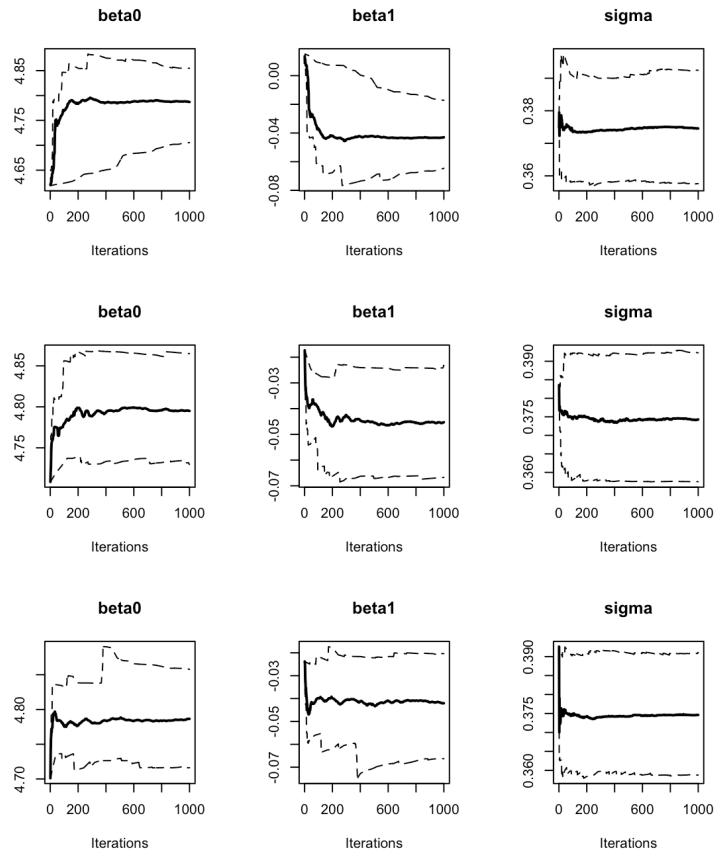 beta0 beta1 sigma
4.85 0.00 0.38
4.75 -0.04
4.65 -0.08 0.36
0 200 600 1000 0 200 600 1000 0 200 600 1000
Iterations Iterations Iterations
beta0 beta1 sigma
4.85 -0.03 0.390
4.80 -0.05 0.375
4.75 -0.07 0.360
0 200 600 1000 0 200 600 1000 0 200 600 1000
Iterations Iterations Iterations
beta0 beta1 sigma
4.80 -0.03 0.390
-0.05 0.375
4.70 -0.07 0.360
0 200 600 1000 0 200 600 1000 0 200 600 1000
Iterations Iterations Iterations